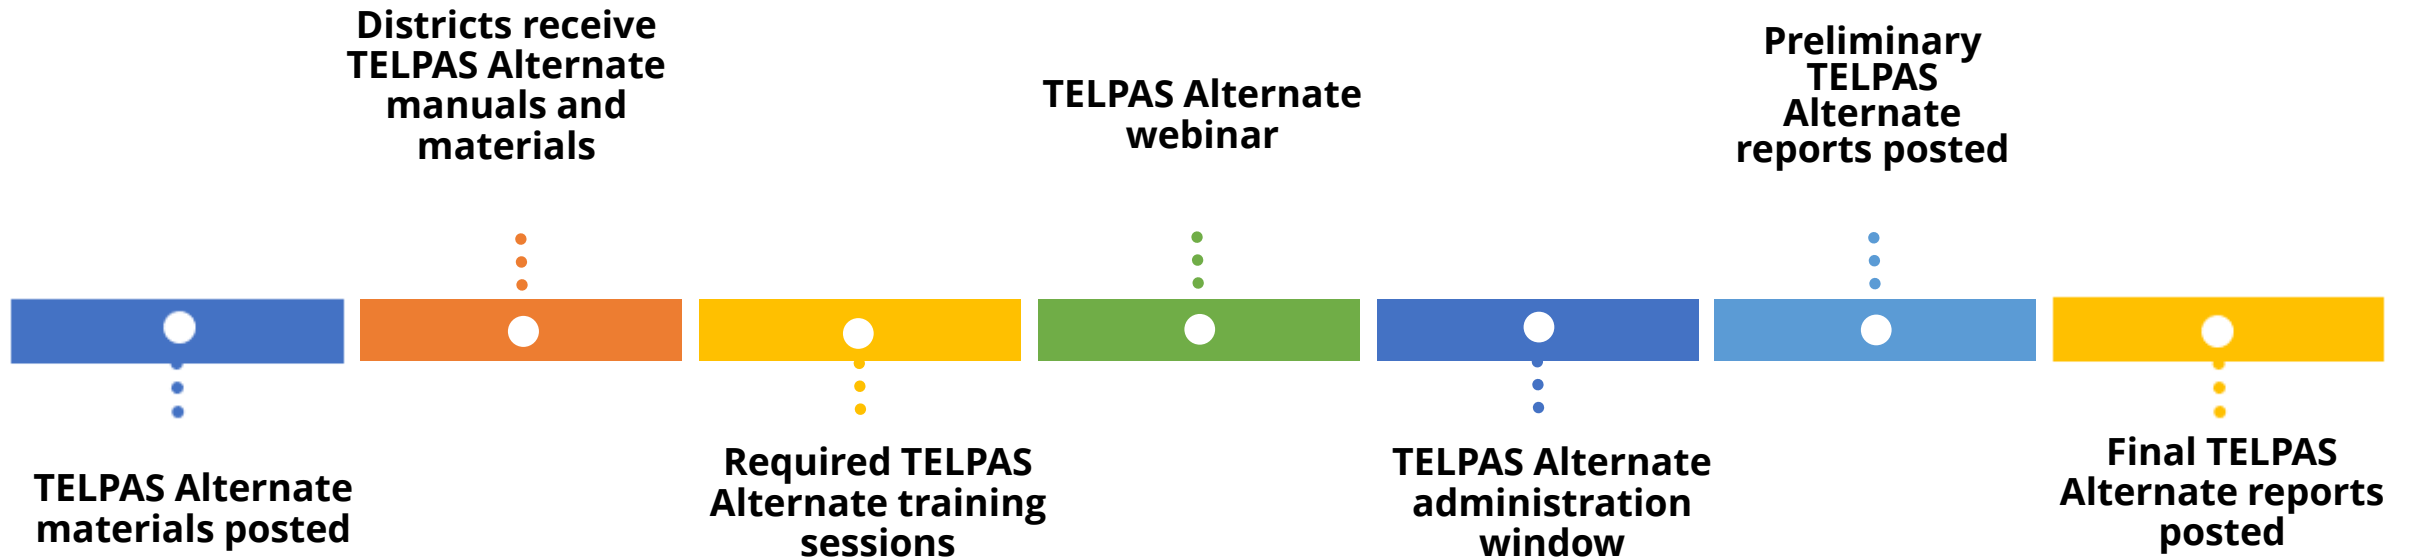 TELPAS Alternate
materials posted
Districts receive
TELPAS Alternate
manuals and
materials
Required TELPAS
Alternate training
sessions
TELPAS Alternate
webinar
TELPAS Alternate
administration
window
Preliminary
TELPAS
Alternate
reports posted
Final TELPAS
Alternate reports
posted